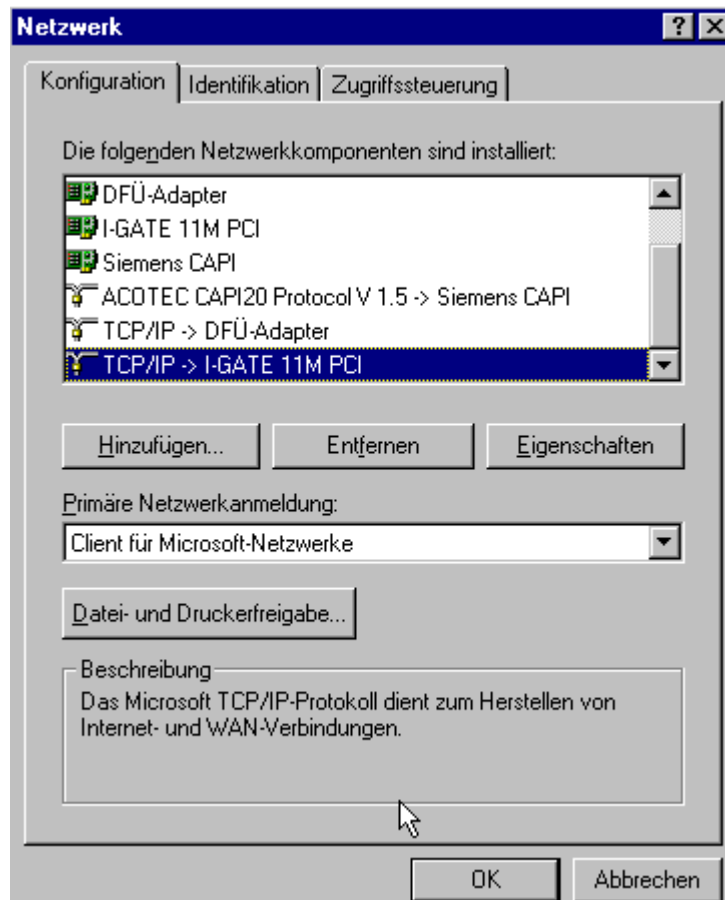 Netzwerk
Konfiguration
Identifikation
Zugriffssteuerung
Die folgenden Netzwerkkomponenten sind installiert:
DFÜ-Adapter
I-GATE 11M PCI
Siemens CAPI
ACOTEC CAPI20 Protocol V 1.5 -> Siemens CAPI
TCP/IP -> DFÜ-Adapter
TCP/IP -> I-GATE 11M PCI
Hinzufügen...
Entfernen
Eigenschaften
Primäre Netzwerkanmeldung:
Client für Microsoft-Netzwerke
Datei- und Druckerfreigabe...
Beschreibung
Das Microsoft TCP/IP-Protokoll dient zum Herstellen von
Internet- und WAN-Verbindungen.
OK
Abbrechen